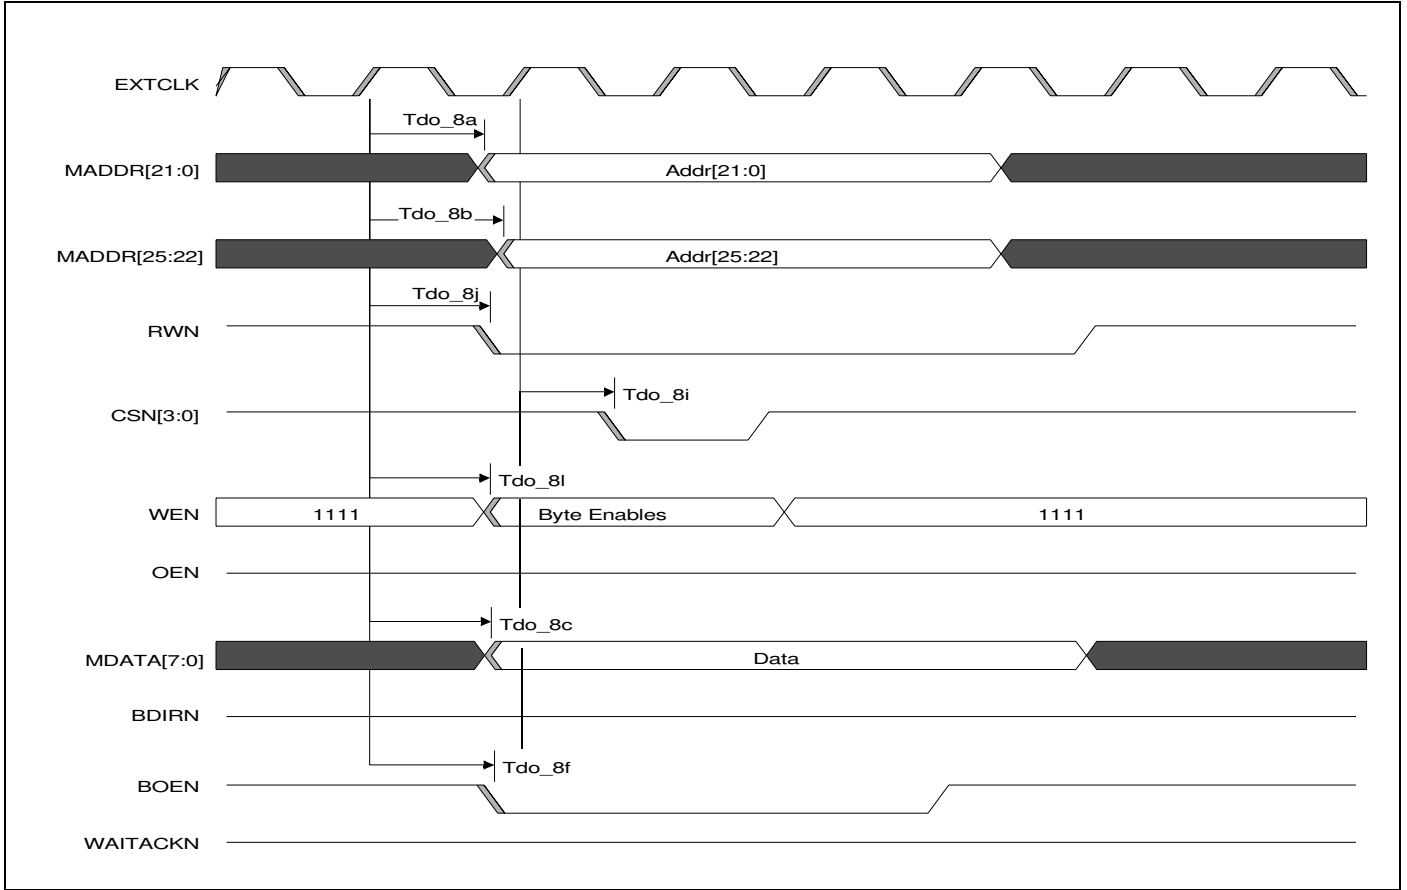 EXTCLK
Tdo_8a
MADDR[21:0]
Addr[21:0]
Tdo_8b
MADDR[25:22]
Addr[25:22]
Tdo_8j
RWN
Tdo_8i
CSN[3:0]
Tdo_8l
WEN
1111
Byte Enables
1111
OEN
Tdo_8c
MDATA[7:0]
Data
BDIRN
Tdo_8f
BOEN
WAITACKN